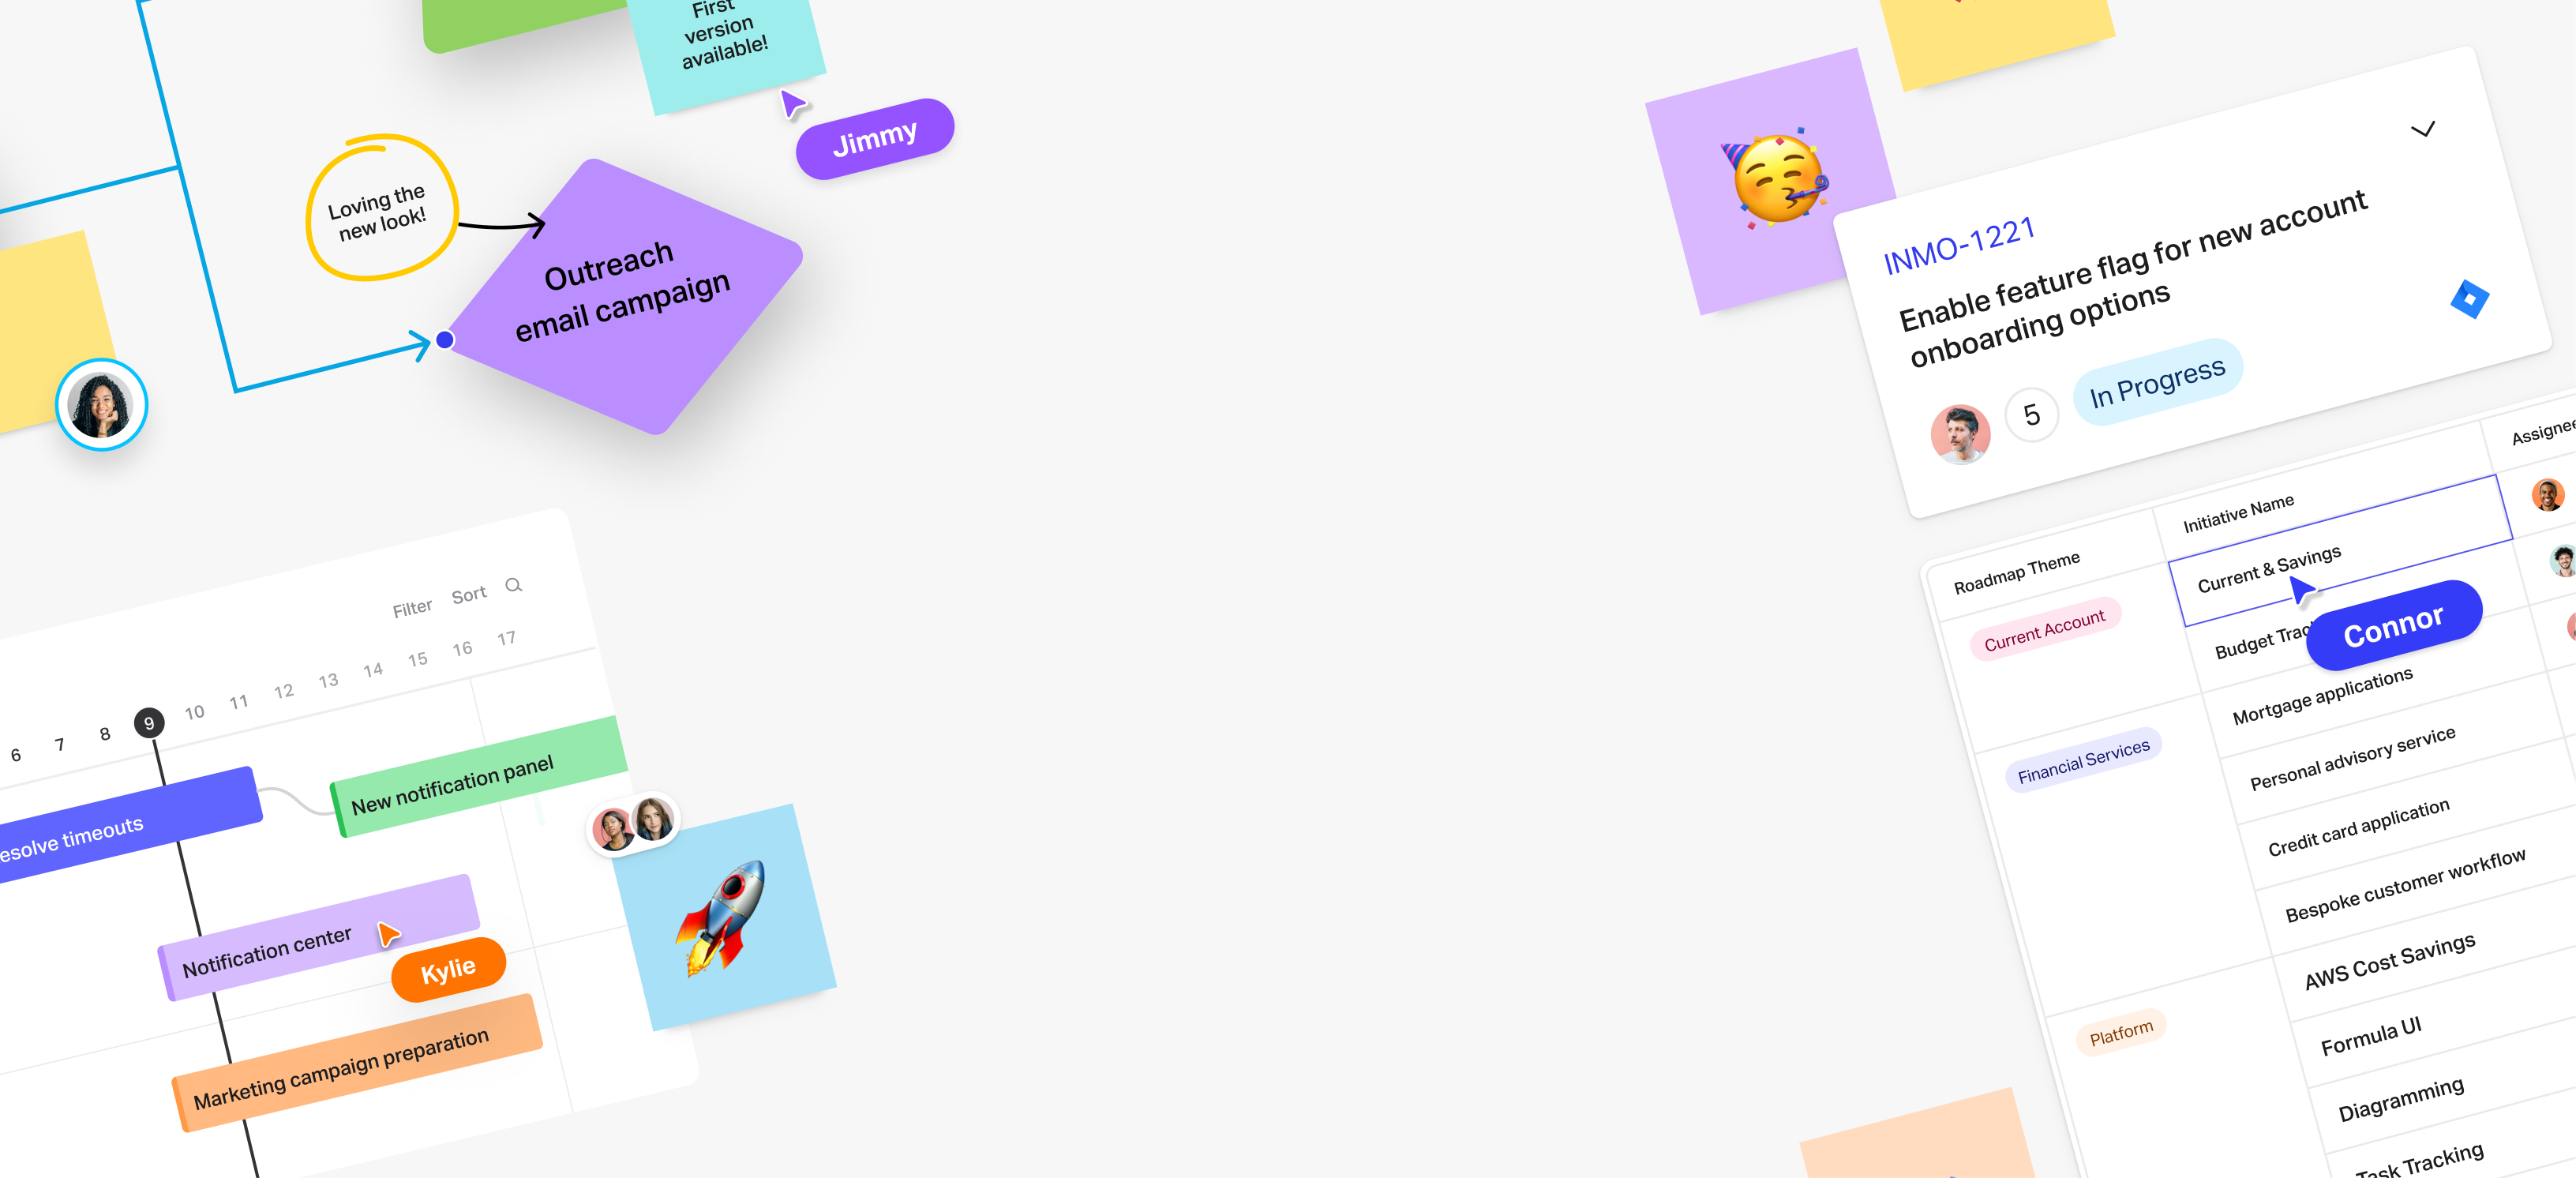 First
version
available!
Jimmy
Loving the
new look!
Outreach
email campaign
Filter Sort
6 7 8 9 10 11 12 13 14 15 16 17
esolve timeouts
New notification panel
Notification center
Kylie
Marketing campaign preparation
INMO-1221
Enable feature flag for new account
onboarding options
5
In Progress
Roadmap Theme
Initiative Name
Assignee
Current Account
Current & Savings
Connor
Budget
Mortgage applications
Financial Services
Personal advisory service
Credit card application
Bespoke customer workflow
Platform
AWS Cost Savings
Formula UI
Diagramming
Task Tracking